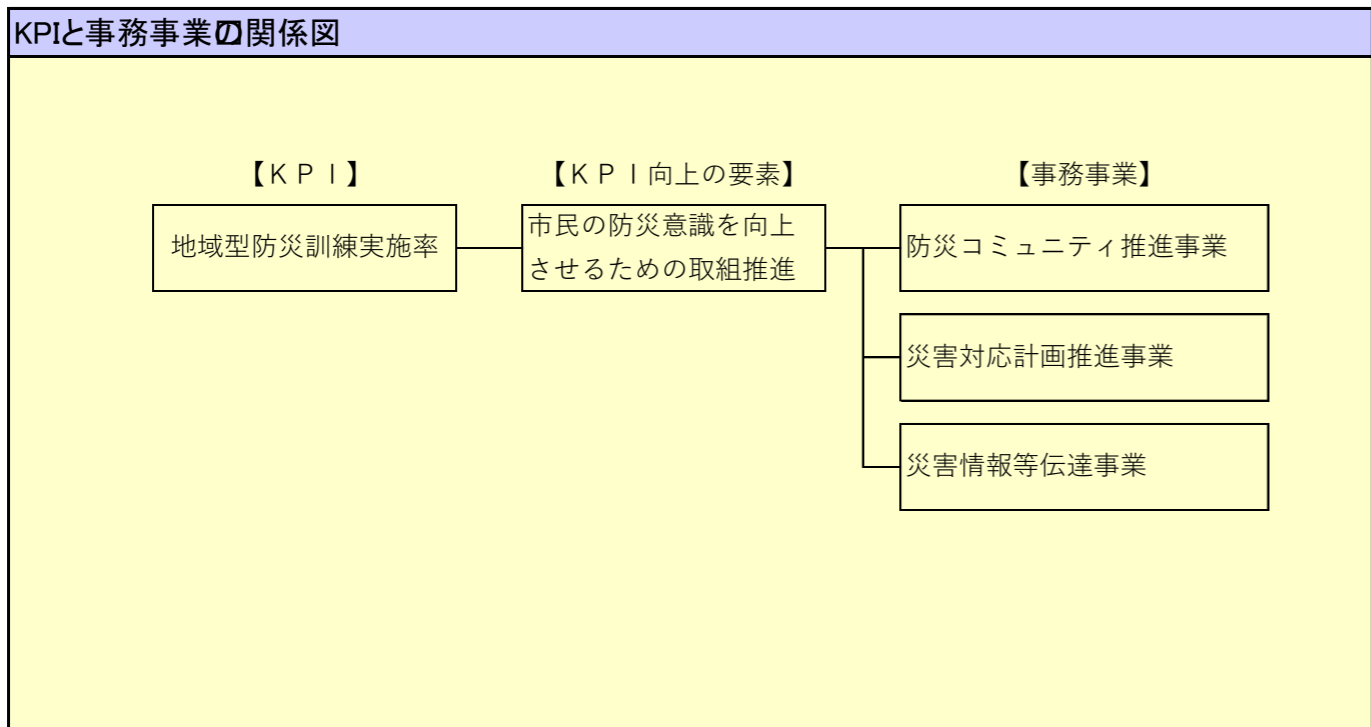 KPIと事務事業の関係図
【ＫＰＩ】
【ＫＰＩ向上の要素】
【事務事業】
地域型防災訓練実施率
市民の防災意識を向上
させるための取組推進
防災コミュニティ推進事業
災害対応計画推進事業
災害情報等伝達事業